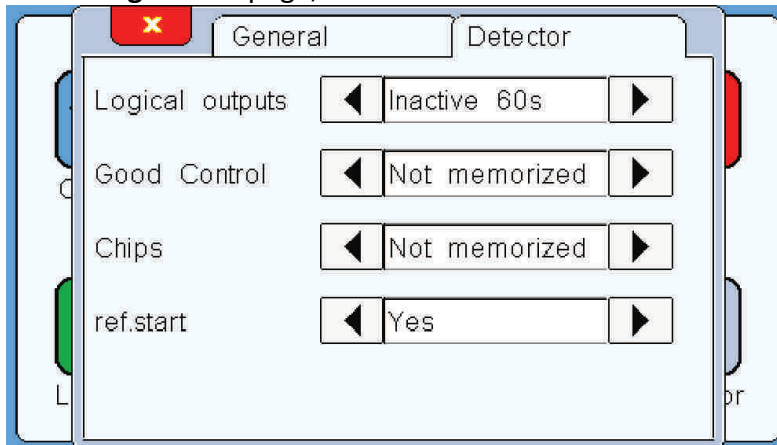 x
General Detector
Logical outputs Inactive 60s
Good Control Not memorized
Chips Not memorized
ref.start Yes